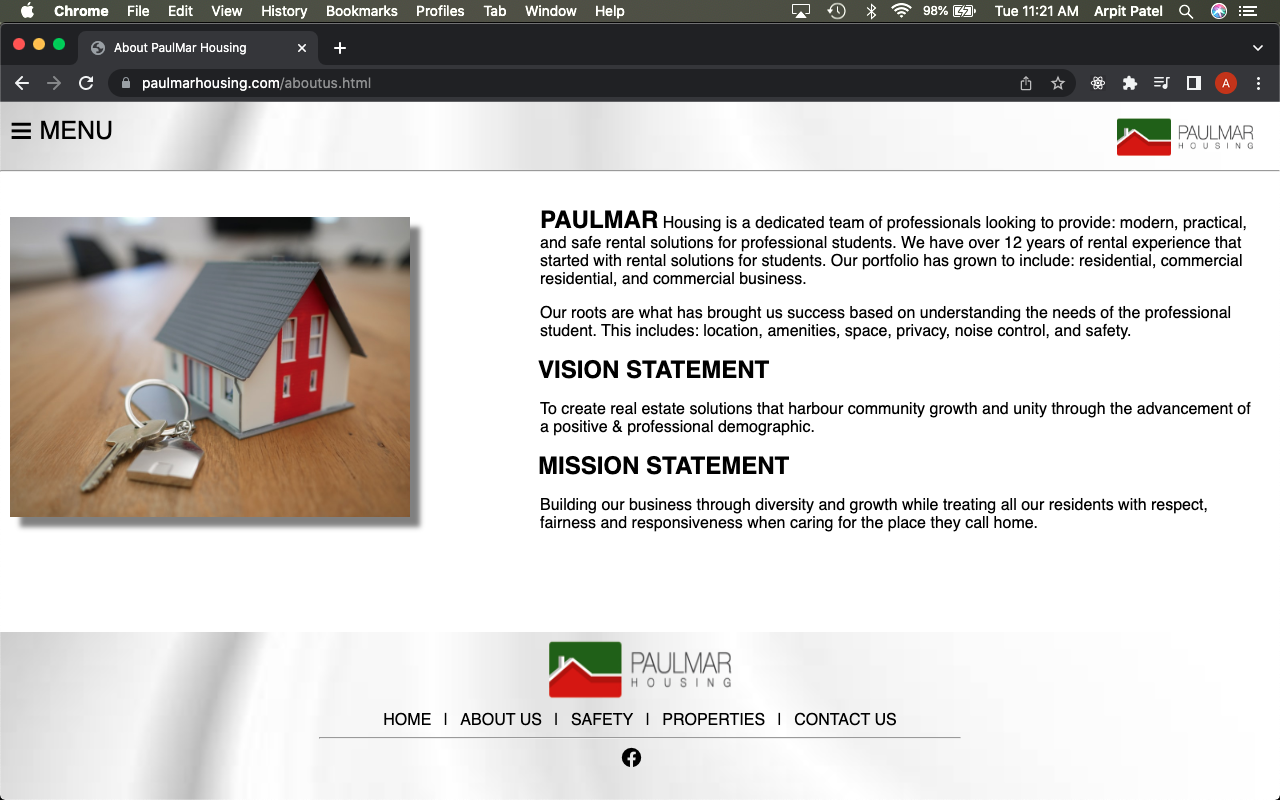 Chrome File Edit View History Bookmarks Profiles Tab Window Help 98% Tue 11:21 AM Arpit Patel
About PaulMar Housing
paulmarhousing.com/aboutus.html A
MENU
PAULMAR
HOUSING
PAULMAR Housing is a dedicated team of professionals looking to provide: modern, practical,
and safe rental solutions for professional students. We have over 12 years of rental experience that
started with rental solutions for students. Our portfolio has grown to include: residential, commercial
residential, and commercial business.
Our roots are what has brought us success based on understanding the needs of the professional
student. This includes: location, amenities, space, privacy, noise control, and safety.
VISION STATEMENT
To create real estate solutions that harbour community growth and unity through the advancement of
a positive & professional demographic.
MISSION STATEMENT
Building our business through diversity and growth while treating all our residents with respect,
fairness and responsiveness when caring for the place they call home.
PAULMAR
HOUSING
HOME | ABOUT US | SAFETY | PROPERTIES | CONTACT US